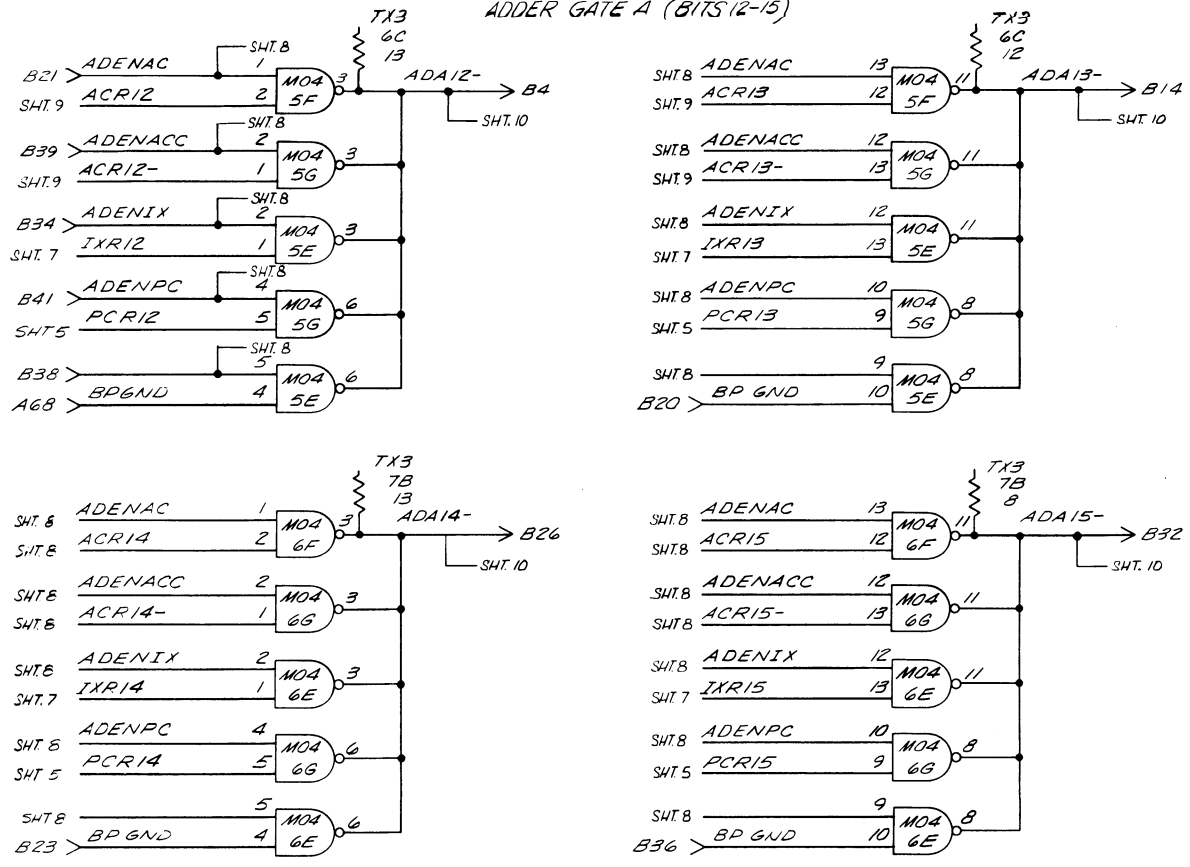 ADDER GATE A (BITS 12-15)
TX3
6C
13
SHT. 8
B21 ADENAC 1
M04 3 ADA12- B4
SHT. 9 ACR12 2
5F
SHT. 10
SHT. 8
B39 ADENACC 2
M04 3
SHT. 9 ACR12- 1
5G
SHT. 8
B34 ADENIX 2
M04 3
SHT. 7 IXR12 1
5E
SHT. 8
B41 ADENPC 4
M04 6
SHT 5 PCR12 5
5G
SHT. 8
B38 5
M04 6
A68 BPGND 4
5E
TX3
6C
12
SHT. 8 ADENAC 13
M04 11 ADA13- B14
SHT. 9 ACR13 12
5F
SHT. 10
SHT. 8 ADENACC 12
M04 11
SHT. 9 ACR13- 13
5G
SHT. 8 ADENIX 12
M04 11
SHT. 7 IXR13 13
5E
SHT. 8 ADENPC 10
M04 8
SHT. 5 PCR13 9
5G
SHT 8 9
M04 8
B20 BP GND 10
5E
TX3
7B
13
SHT. 8 ADENAC 1
M04 3 ADA14- B26
SHT. 8 ACR14 2
6F
SHT. 10
SHT 8 ADENACC 2
M04 3
SHT. 8 ACR14- 1
6G
SHT. 8 ADENIX 2
M04 3
SHT. 7 IXR14 1
6E
SHT. 8 ADENPC 4
M04 6
SHT 5 PCR14 5
6G
SHT 8 5
M04 6
B23 BP GND 4
6E
TX3
7B
8
SHT. 8 ADENAC 13
M04 11 ADA15- B32
SHT. 8 ACR15 12
6F
SHT. 10
SHT. 8 ADENACC 12
M04 11
SHT. 8 ACR15- 13
6G
SHT. 8 ADENIX 12
M04 11
SHT. 7 IXR15 13
6E
SHT. 8 ADENPC 10
M04 8
SHT. 5 PCR15 9
6G
SHT 8 9
M04 8
B36 BP GND 10
6E